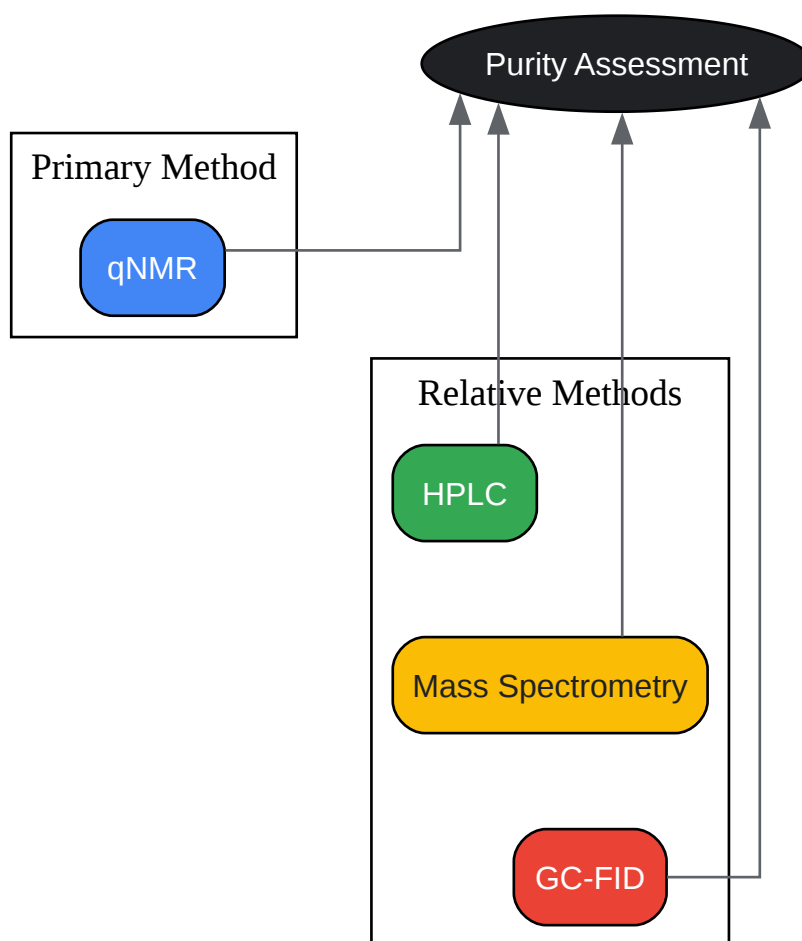 Purity Assessment
Primary Method
qNMR
Relative Methods
HPLC
Mass Spectrometry
GC-FID